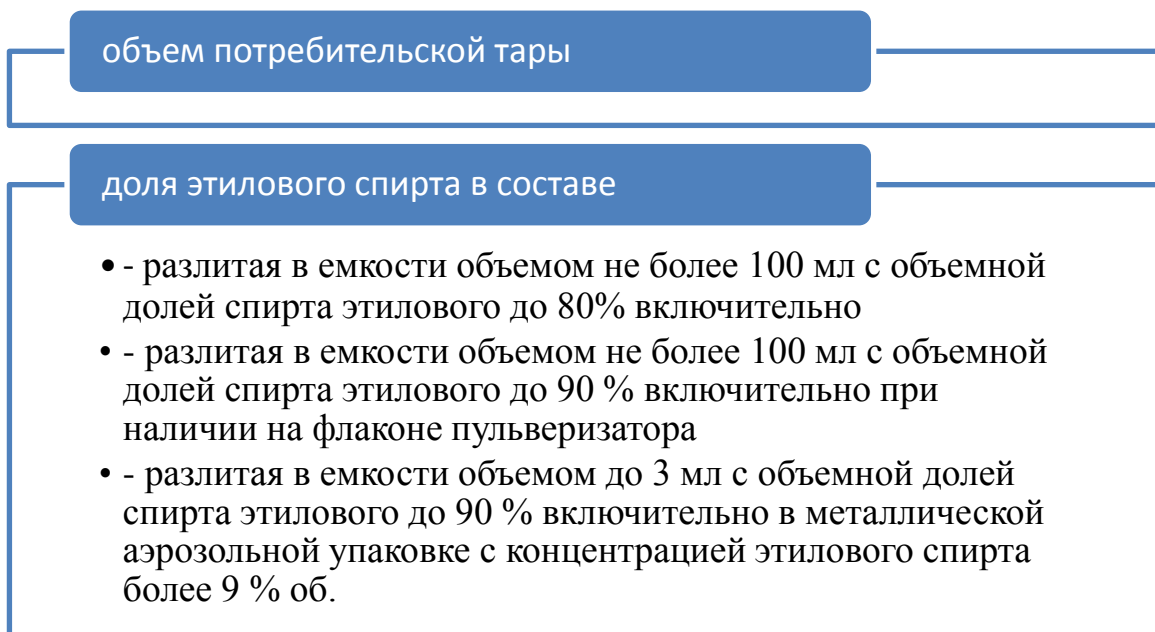 объем потребительской тары
доля этилового спирта в составе
• - разлитая в емкости объемом не более 100 мл с объемной
долей спирта этилового до 80% включительно
• - разлитая в емкости объемом не более 100 мл с объемной
долей спирта этилового до 90 % включительно при
наличии на флаконе пульверизатора
• - разлитая в емкости объемом до 3 мл с объемной долей
спирта этилового до 90 % включительно в металлической
аэрозольной упаковке с концентрацией этилового спирта
более 9 % об.